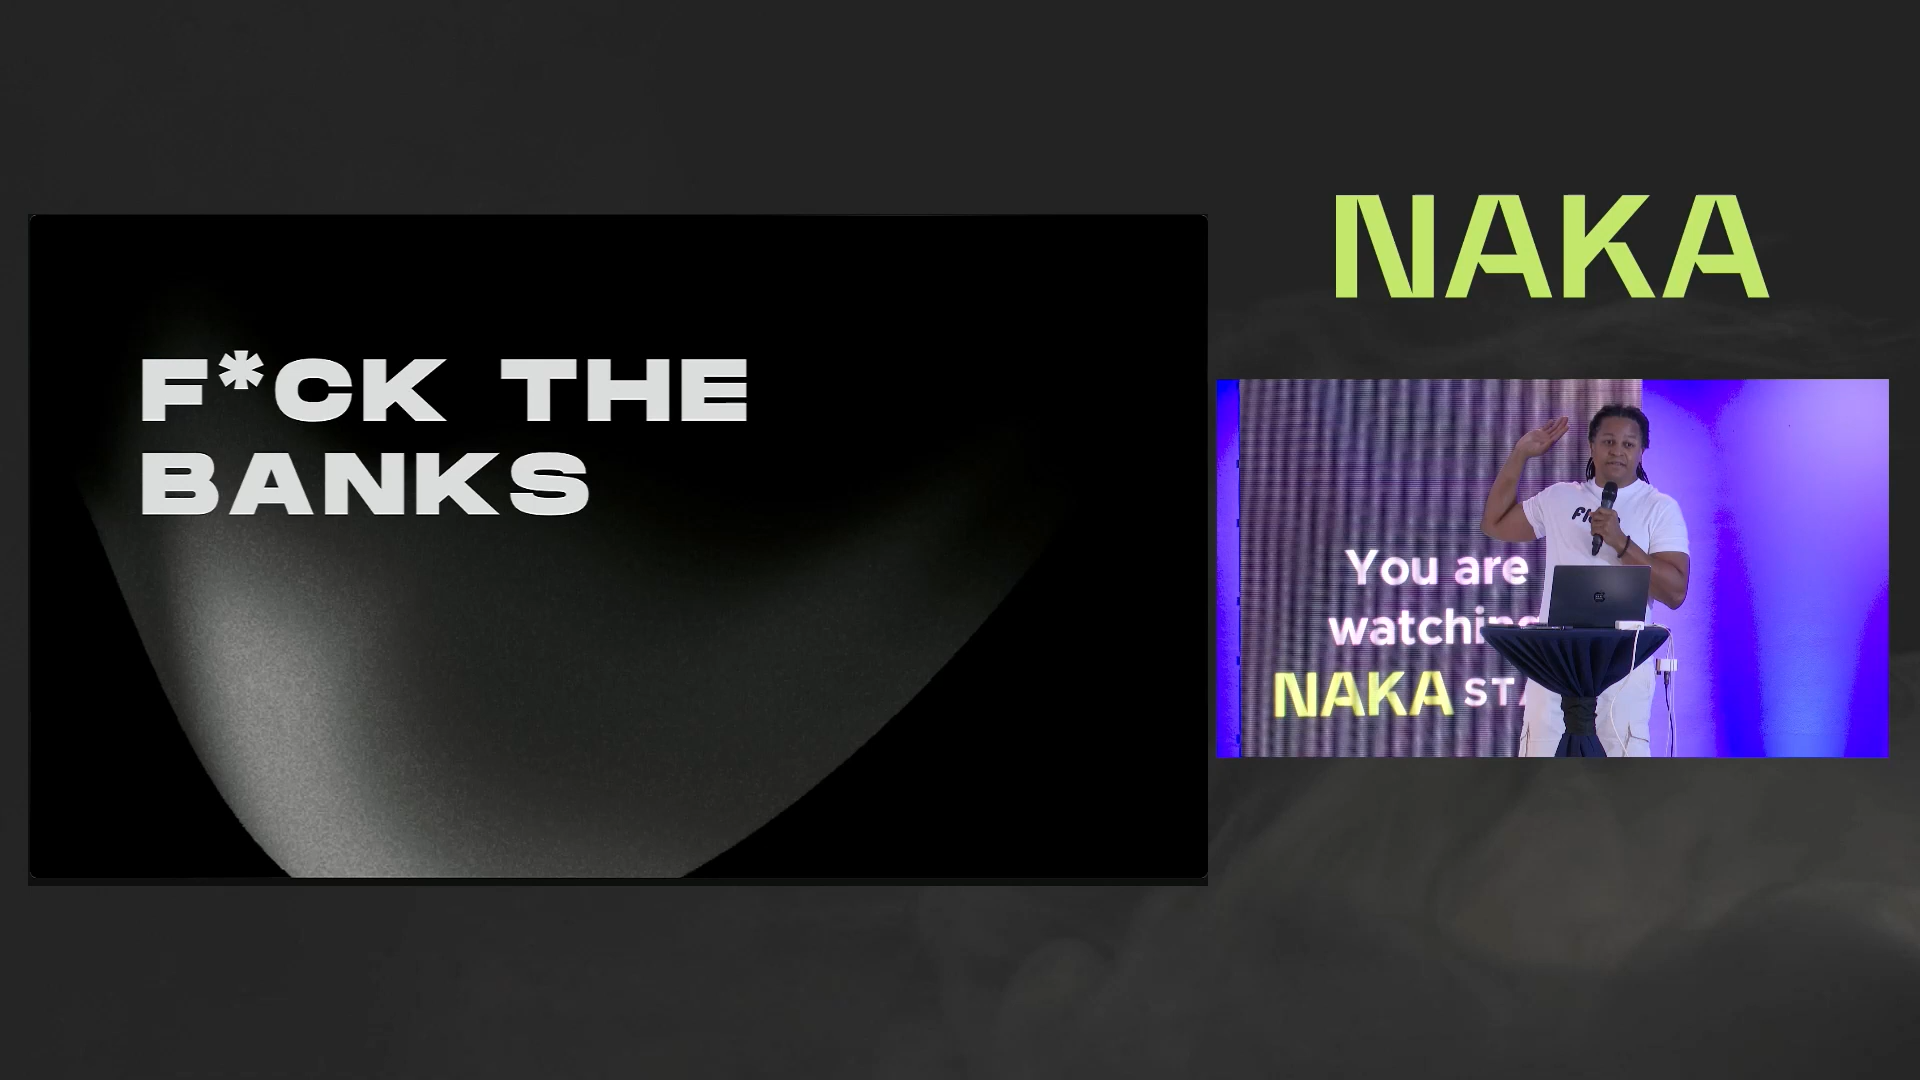 F*CK THE
BANKS
NAKA
You are
NAKA